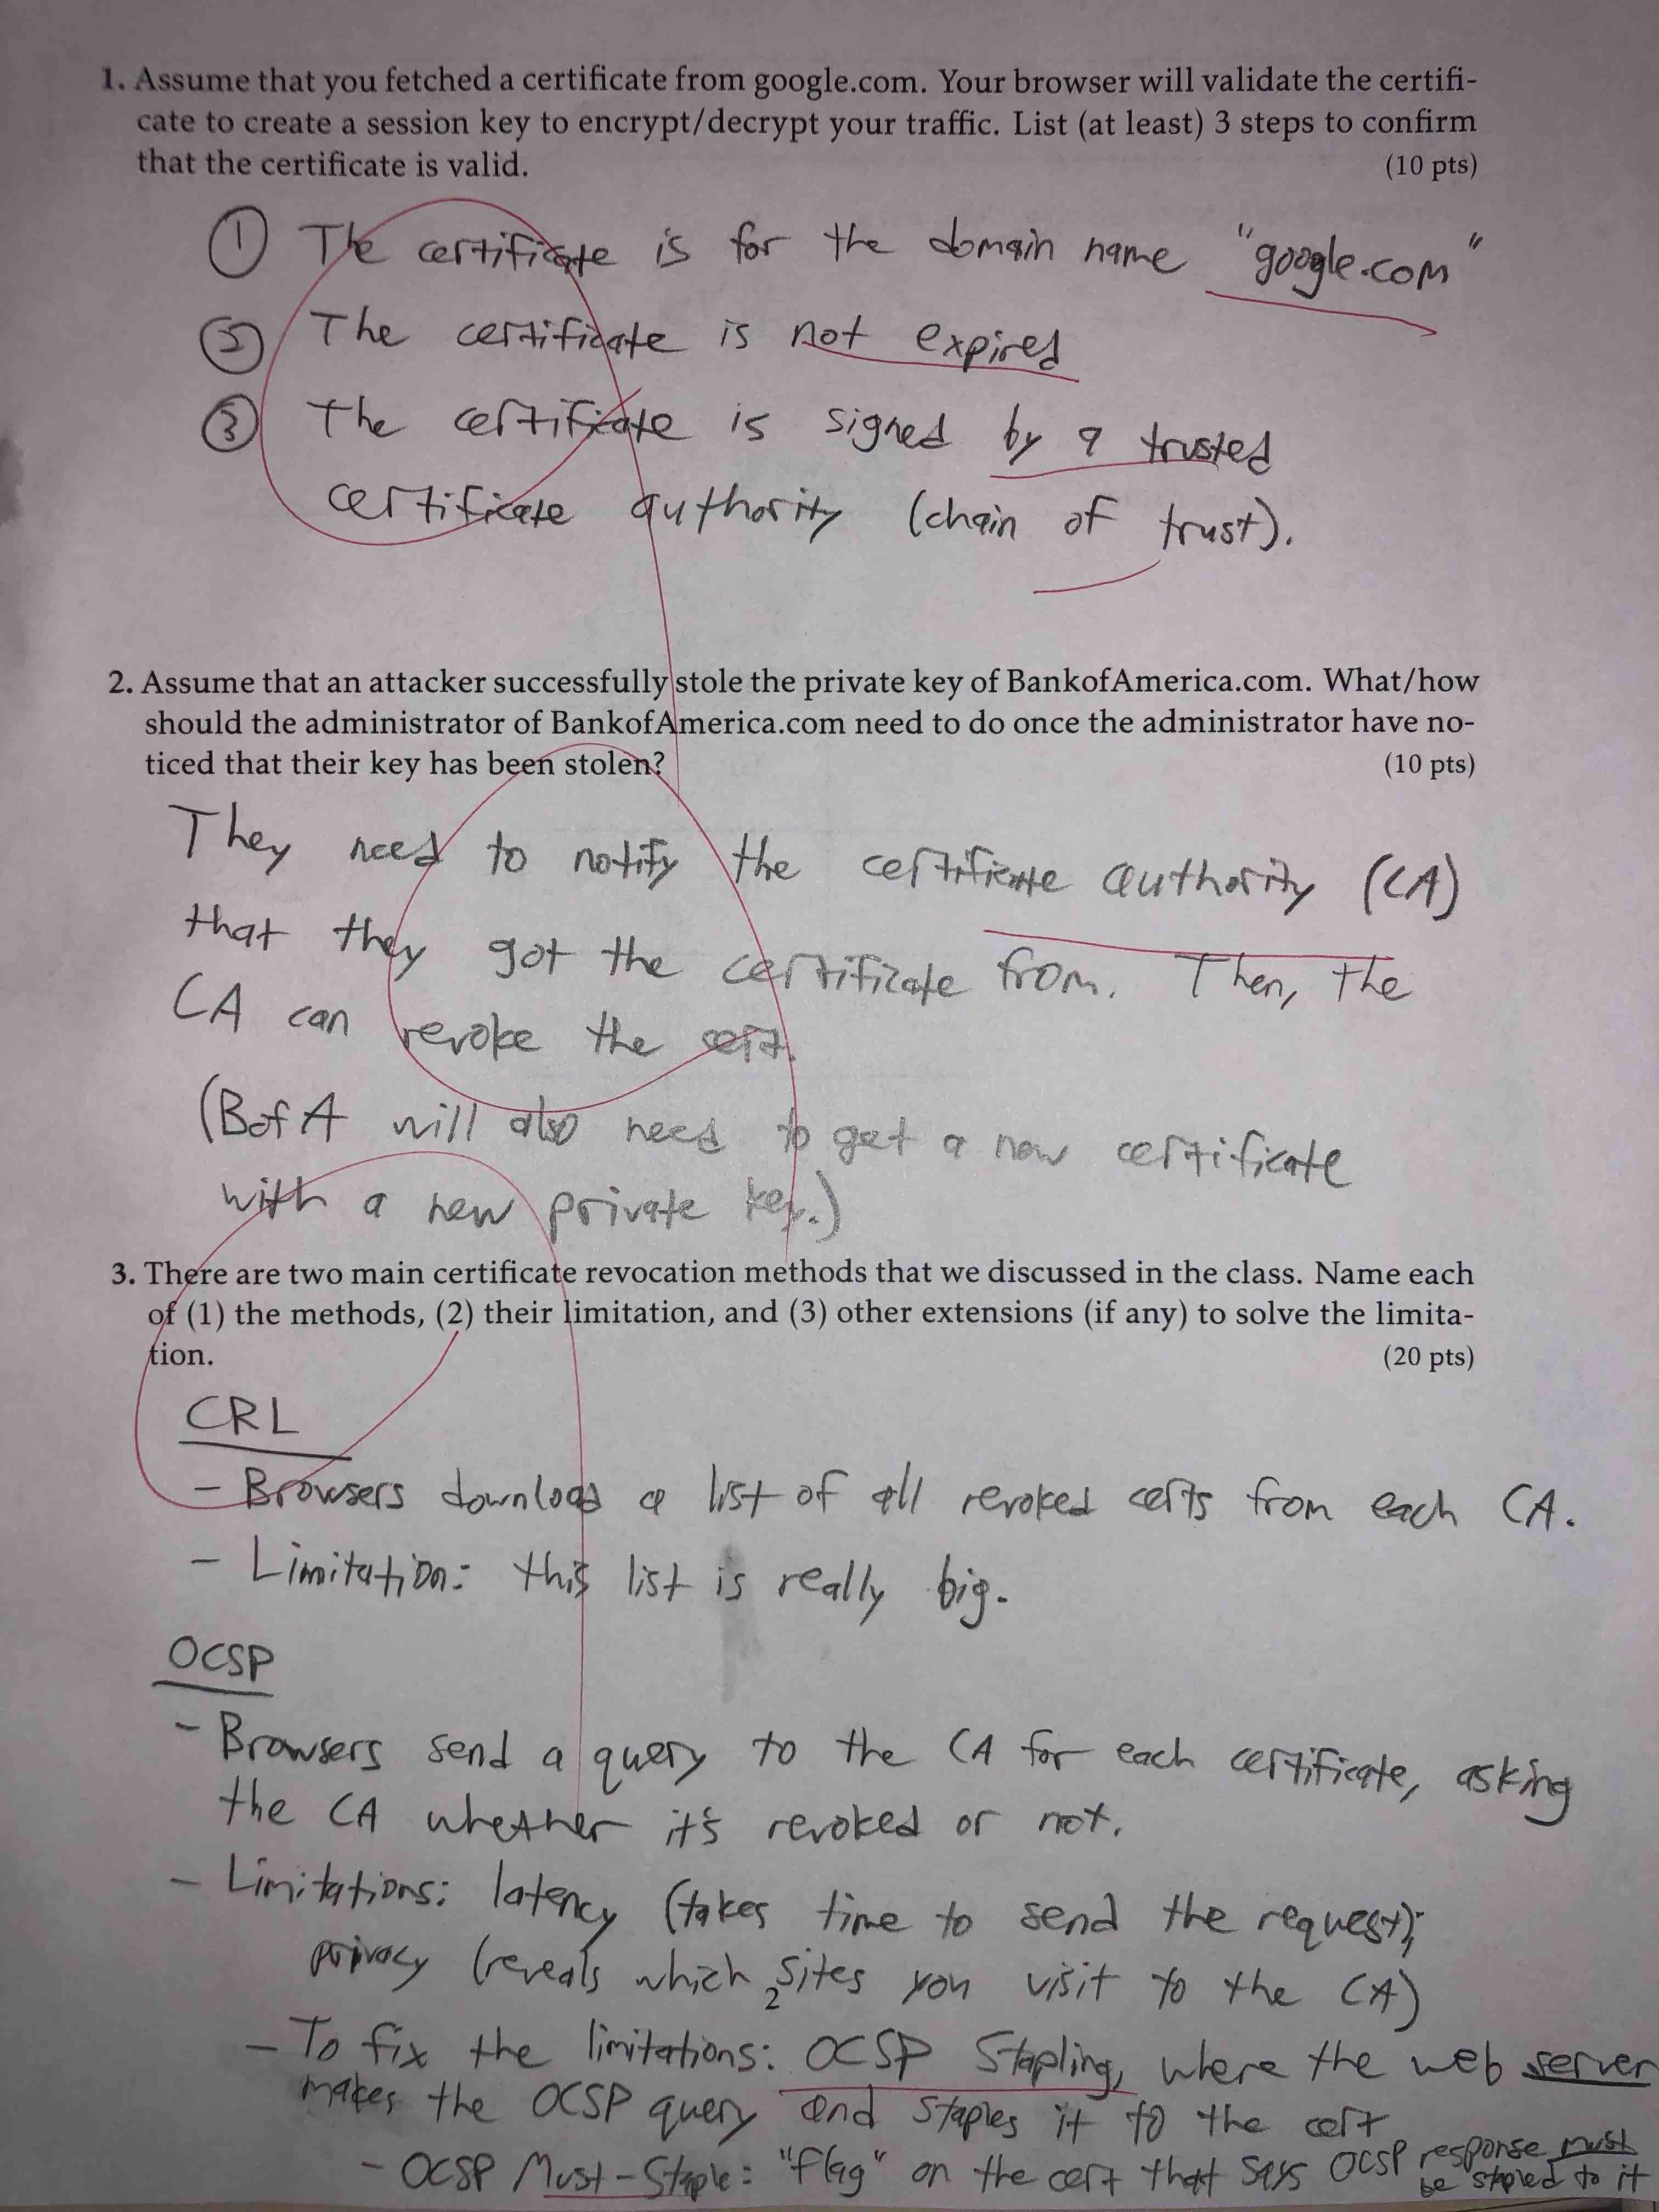 1. Assume that you fetched a certificate from google.com. Your browser will validate the certifi-
cate to create a session key to encrypt/decrypt your traffic. List (at least) 3 steps to confirm
that the certificate is valid. (10 pts)
① The certificate is for the domain name "google.com"
② The certificate is not expired
③ The certificate is signed by a trusted
certificate authority (chain of trust).
2. Assume that an attacker successfully stole the private key of BankofAmerica.com. What/how
should the administrator of BankofAmerica.com need to do once the administrator have no-
ticed that their key has been stolen? (10 pts)
They need to notify the certificate authority (CA)
that they got the certificate from. Then, the
CA can revoke the cert.
(BofA will also need to get a new certificate
with a new private key.)
3. There are two main certificate revocation methods that we discussed in the class. Name each
of (1) the methods, (2) their limitation, and (3) other extensions (if any) to solve the limita-
tion. (20 pts)
CRL
- Browsers download a list of all revoked certs from each CA.
- Limitation: this list is really big.
OCSP
- Browsers send a query to the CA for each certificate, asking
the CA whether it's revoked or not.
- Limitations: latency (takes time to send the request);
privacy (reveals which sites you visit to the CA)
2
- To fix the limitations: OCSP Stapling, where the web server
makes the OCSP query and staples it to the cert
- OCSP Must-Staple: "flag" on the cert that says OCSP response must
be stapled to it